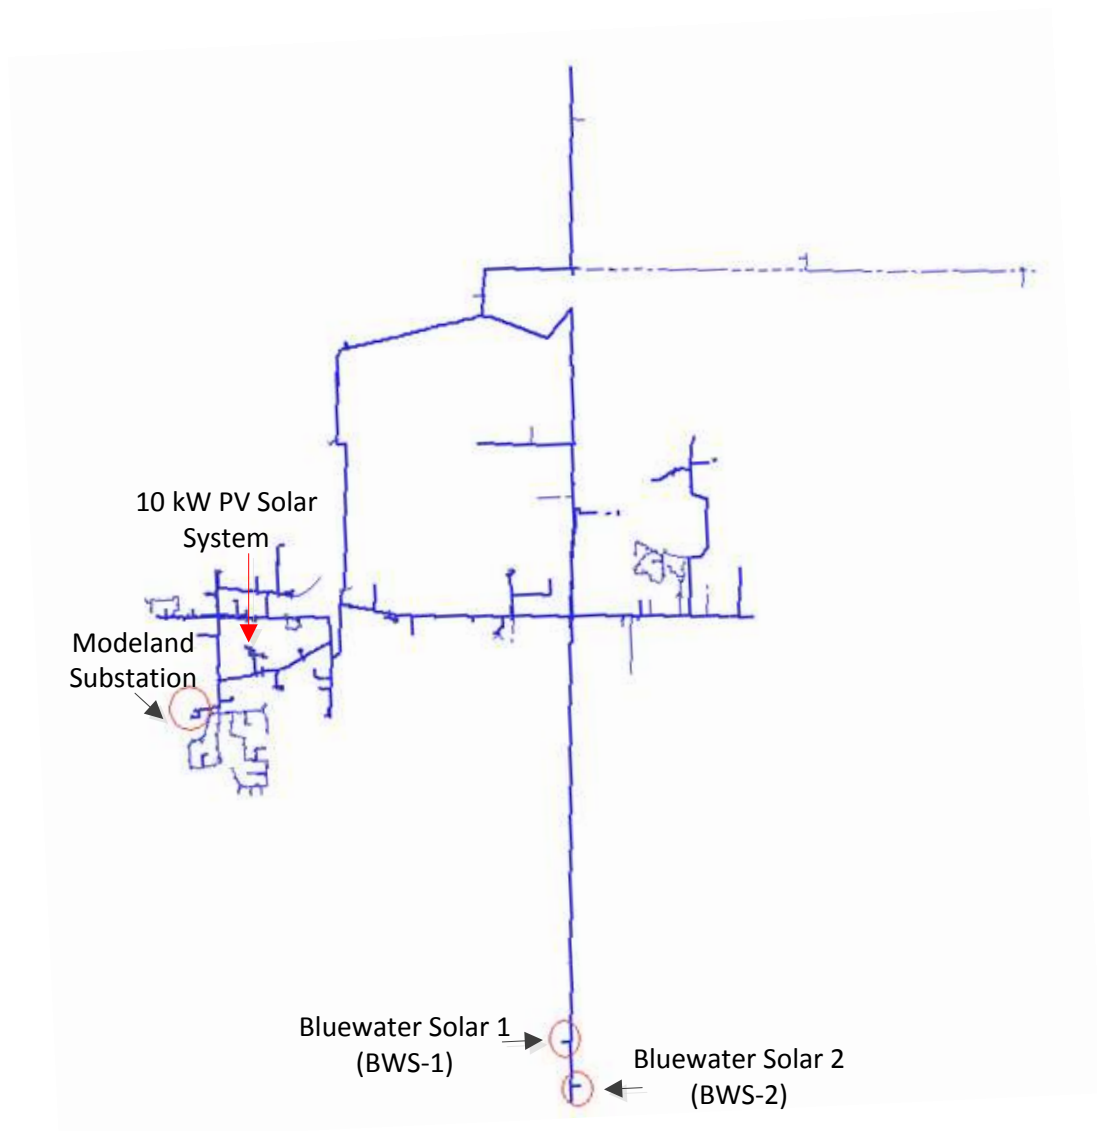 10 kW PV Solar
System
Modeland
Substation
Bluewater Solar 1
(BWS-1)
Bluewater Solar 2
(BWS-2)